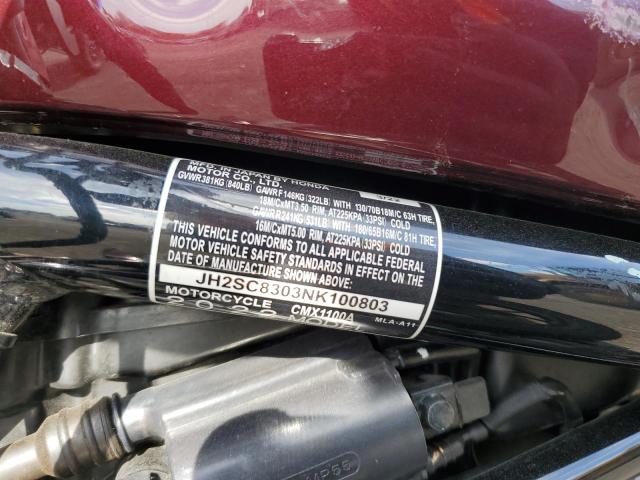 MFD. IN JAPAN BY HONDA
MOTOR CO., LTD.
GVWR381KG(840LB) GAWRF146KG(322LB) WITH 130/70B18M/C 63H TIRE,
18M/CxMT3.50 RIM, AT225KPA(33PSI) COLD
GAWRR241KG(531LB) WITH 180/65B16M/C 81H TIRE,
16M/CxMT5.00 RIM, AT225KPA(33PSI) COLD
THIS VEHICLE CONFORMS TO ALL APPLICABLE FEDERAL
MOTOR VEHICLE SAFETY STANDARDS IN EFFECT ON THE
DATE OF MANUFACTURE SHOWN ABOVE:
JH2SC8303NK100803
MOTORCYCLE CMX1100A
2022 MODEL MLA-A11